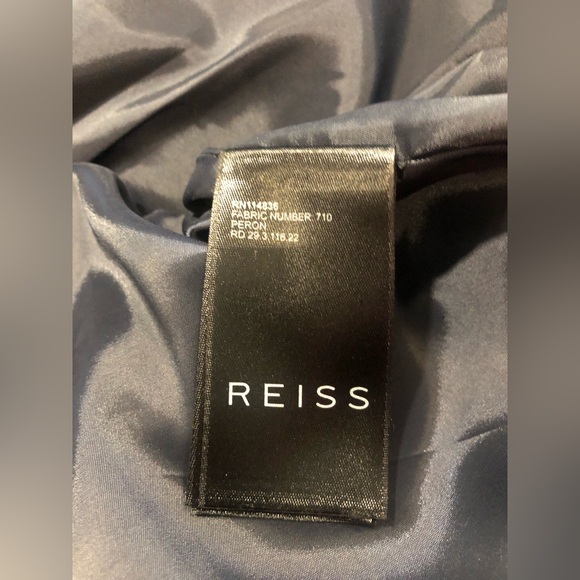 RN114836
FABRIC NUMBER: 710
PERON
RD 29.3.116.22
REISS